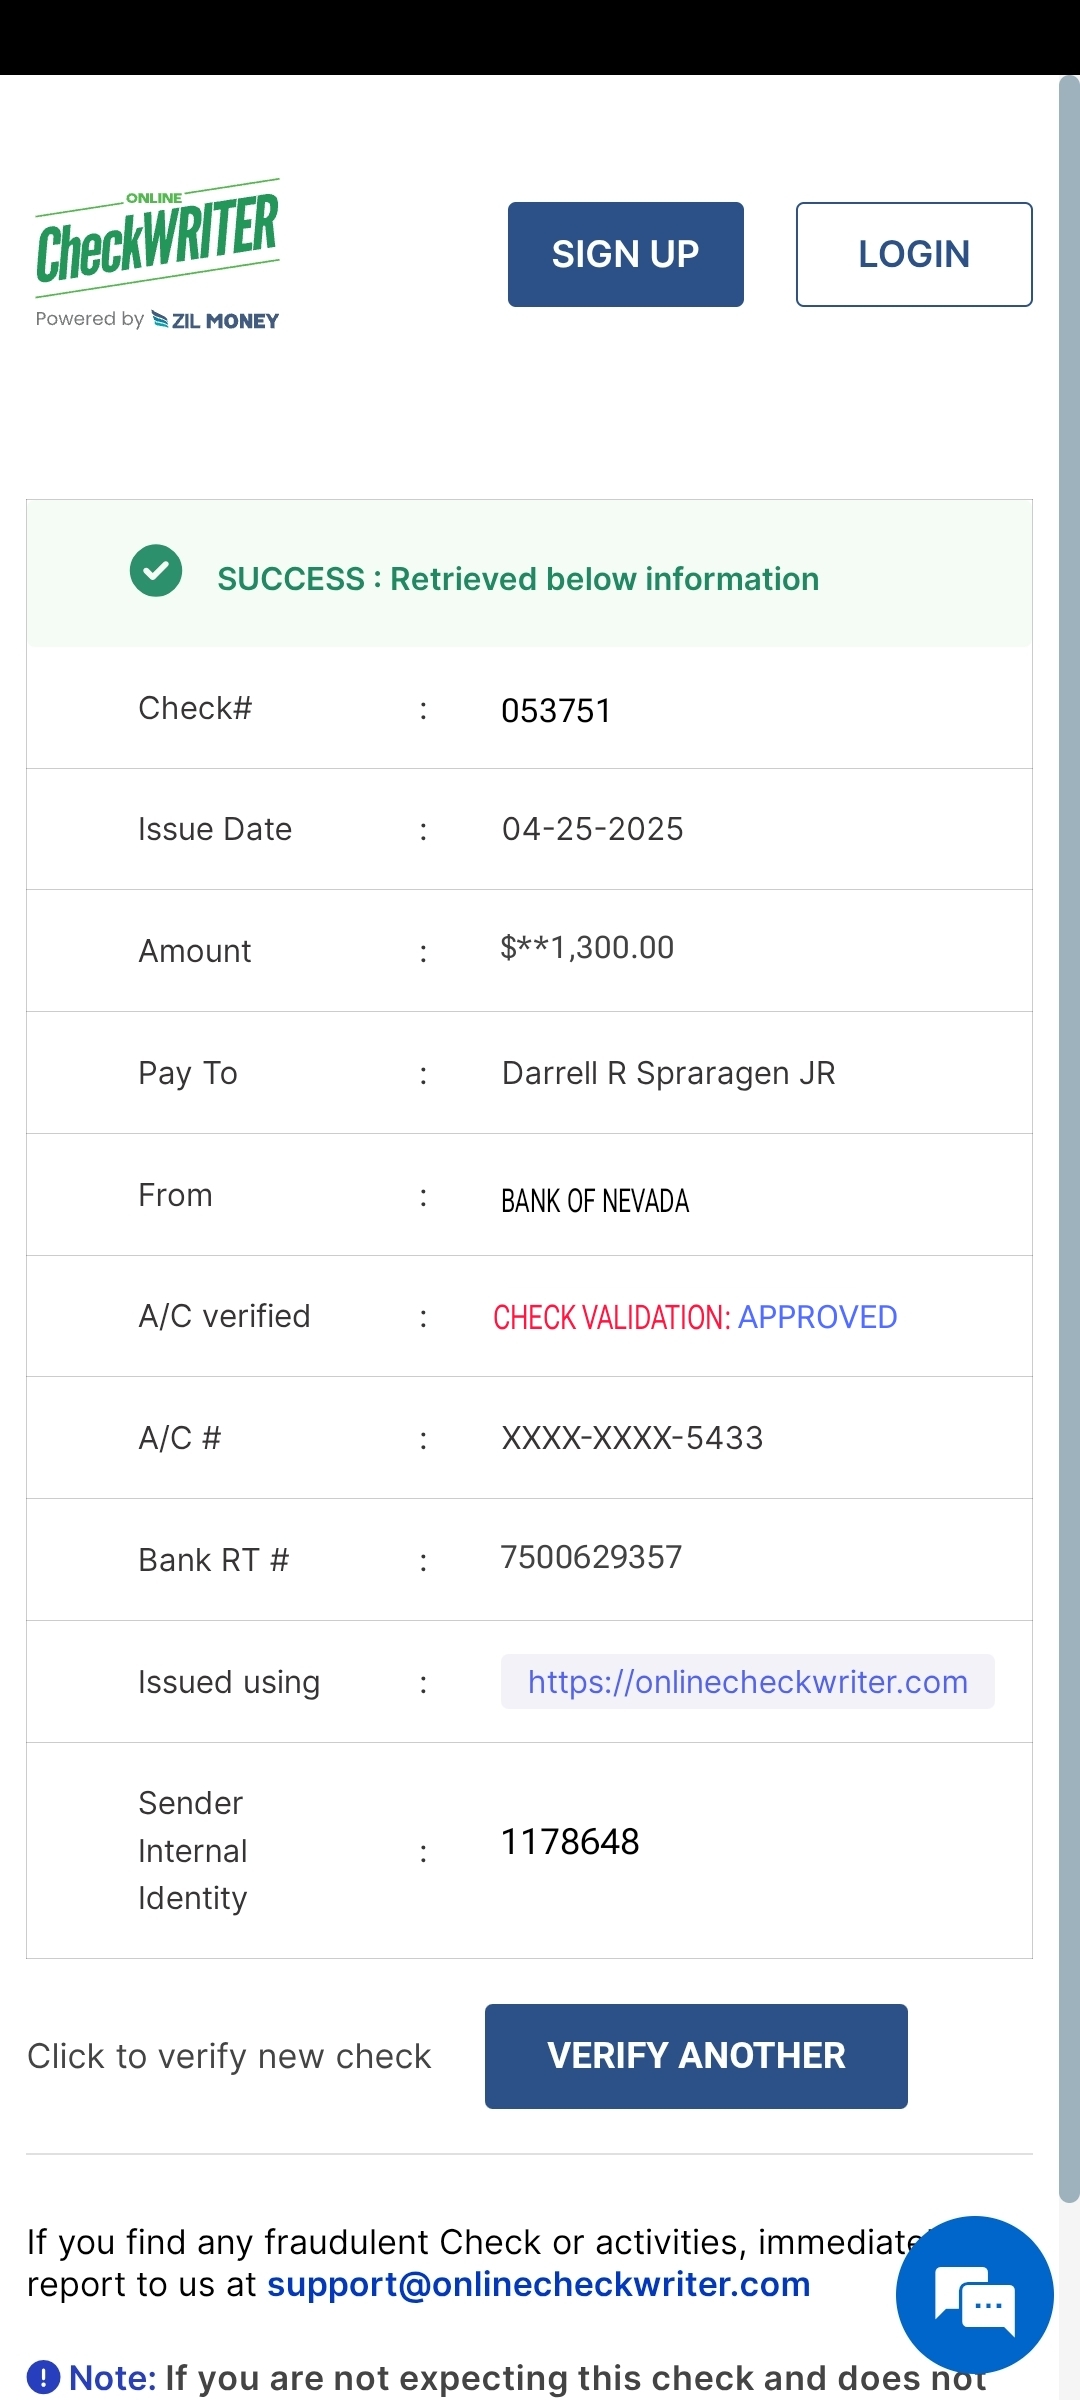 ONLINE
CheckWRITER
Powered by ZIL MONEY
SIGN UP
LOGIN
SUCCESS : Retrieved below information
Check# : 053751
Issue Date : 04-25-2025
Amount : $**1,300.00
Pay To : Darrell R Spraragen JR
From : BANK OF NEVADA
A/C verified : CHECK VALIDATION: APPROVED
A/C # : XXXX-XXXX-5433
Bank RT # : 7500629357
Issued using : https://onlinecheckwriter.com
Sender
Internal : 1178648
Identity
Click to verify new check
VERIFY ANOTHER
If you find any fraudulent Check or activities, immediate
report to us at support@onlinecheckwriter.com
Note: If you are not expecting this check and does not